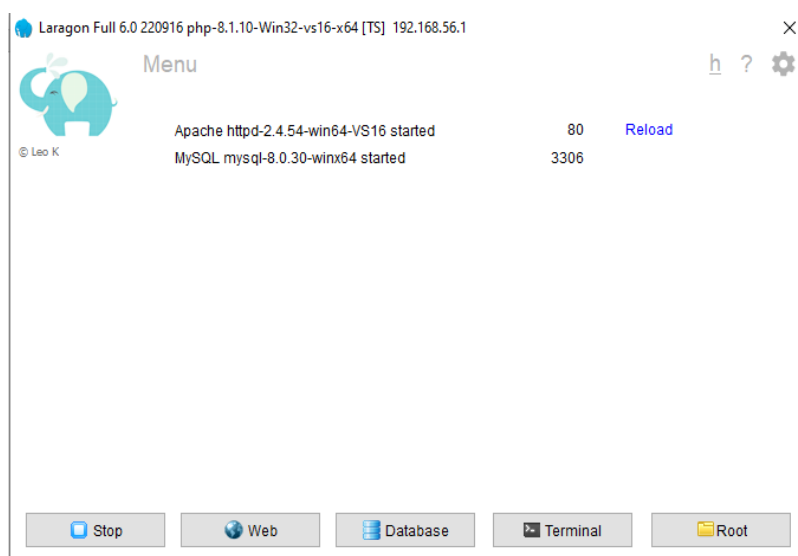 Laragon Full 6.0 220916 php-8.1.10-Win32-vs16-x64 [TS] 192.168.56.1
Menu h ?
Apache httpd-2.4.54-win64-VS16 started 80 Reload
© Leo K
MySQL mysql-8.0.30-winx64 started 3306
Stop Web Database Terminal Root